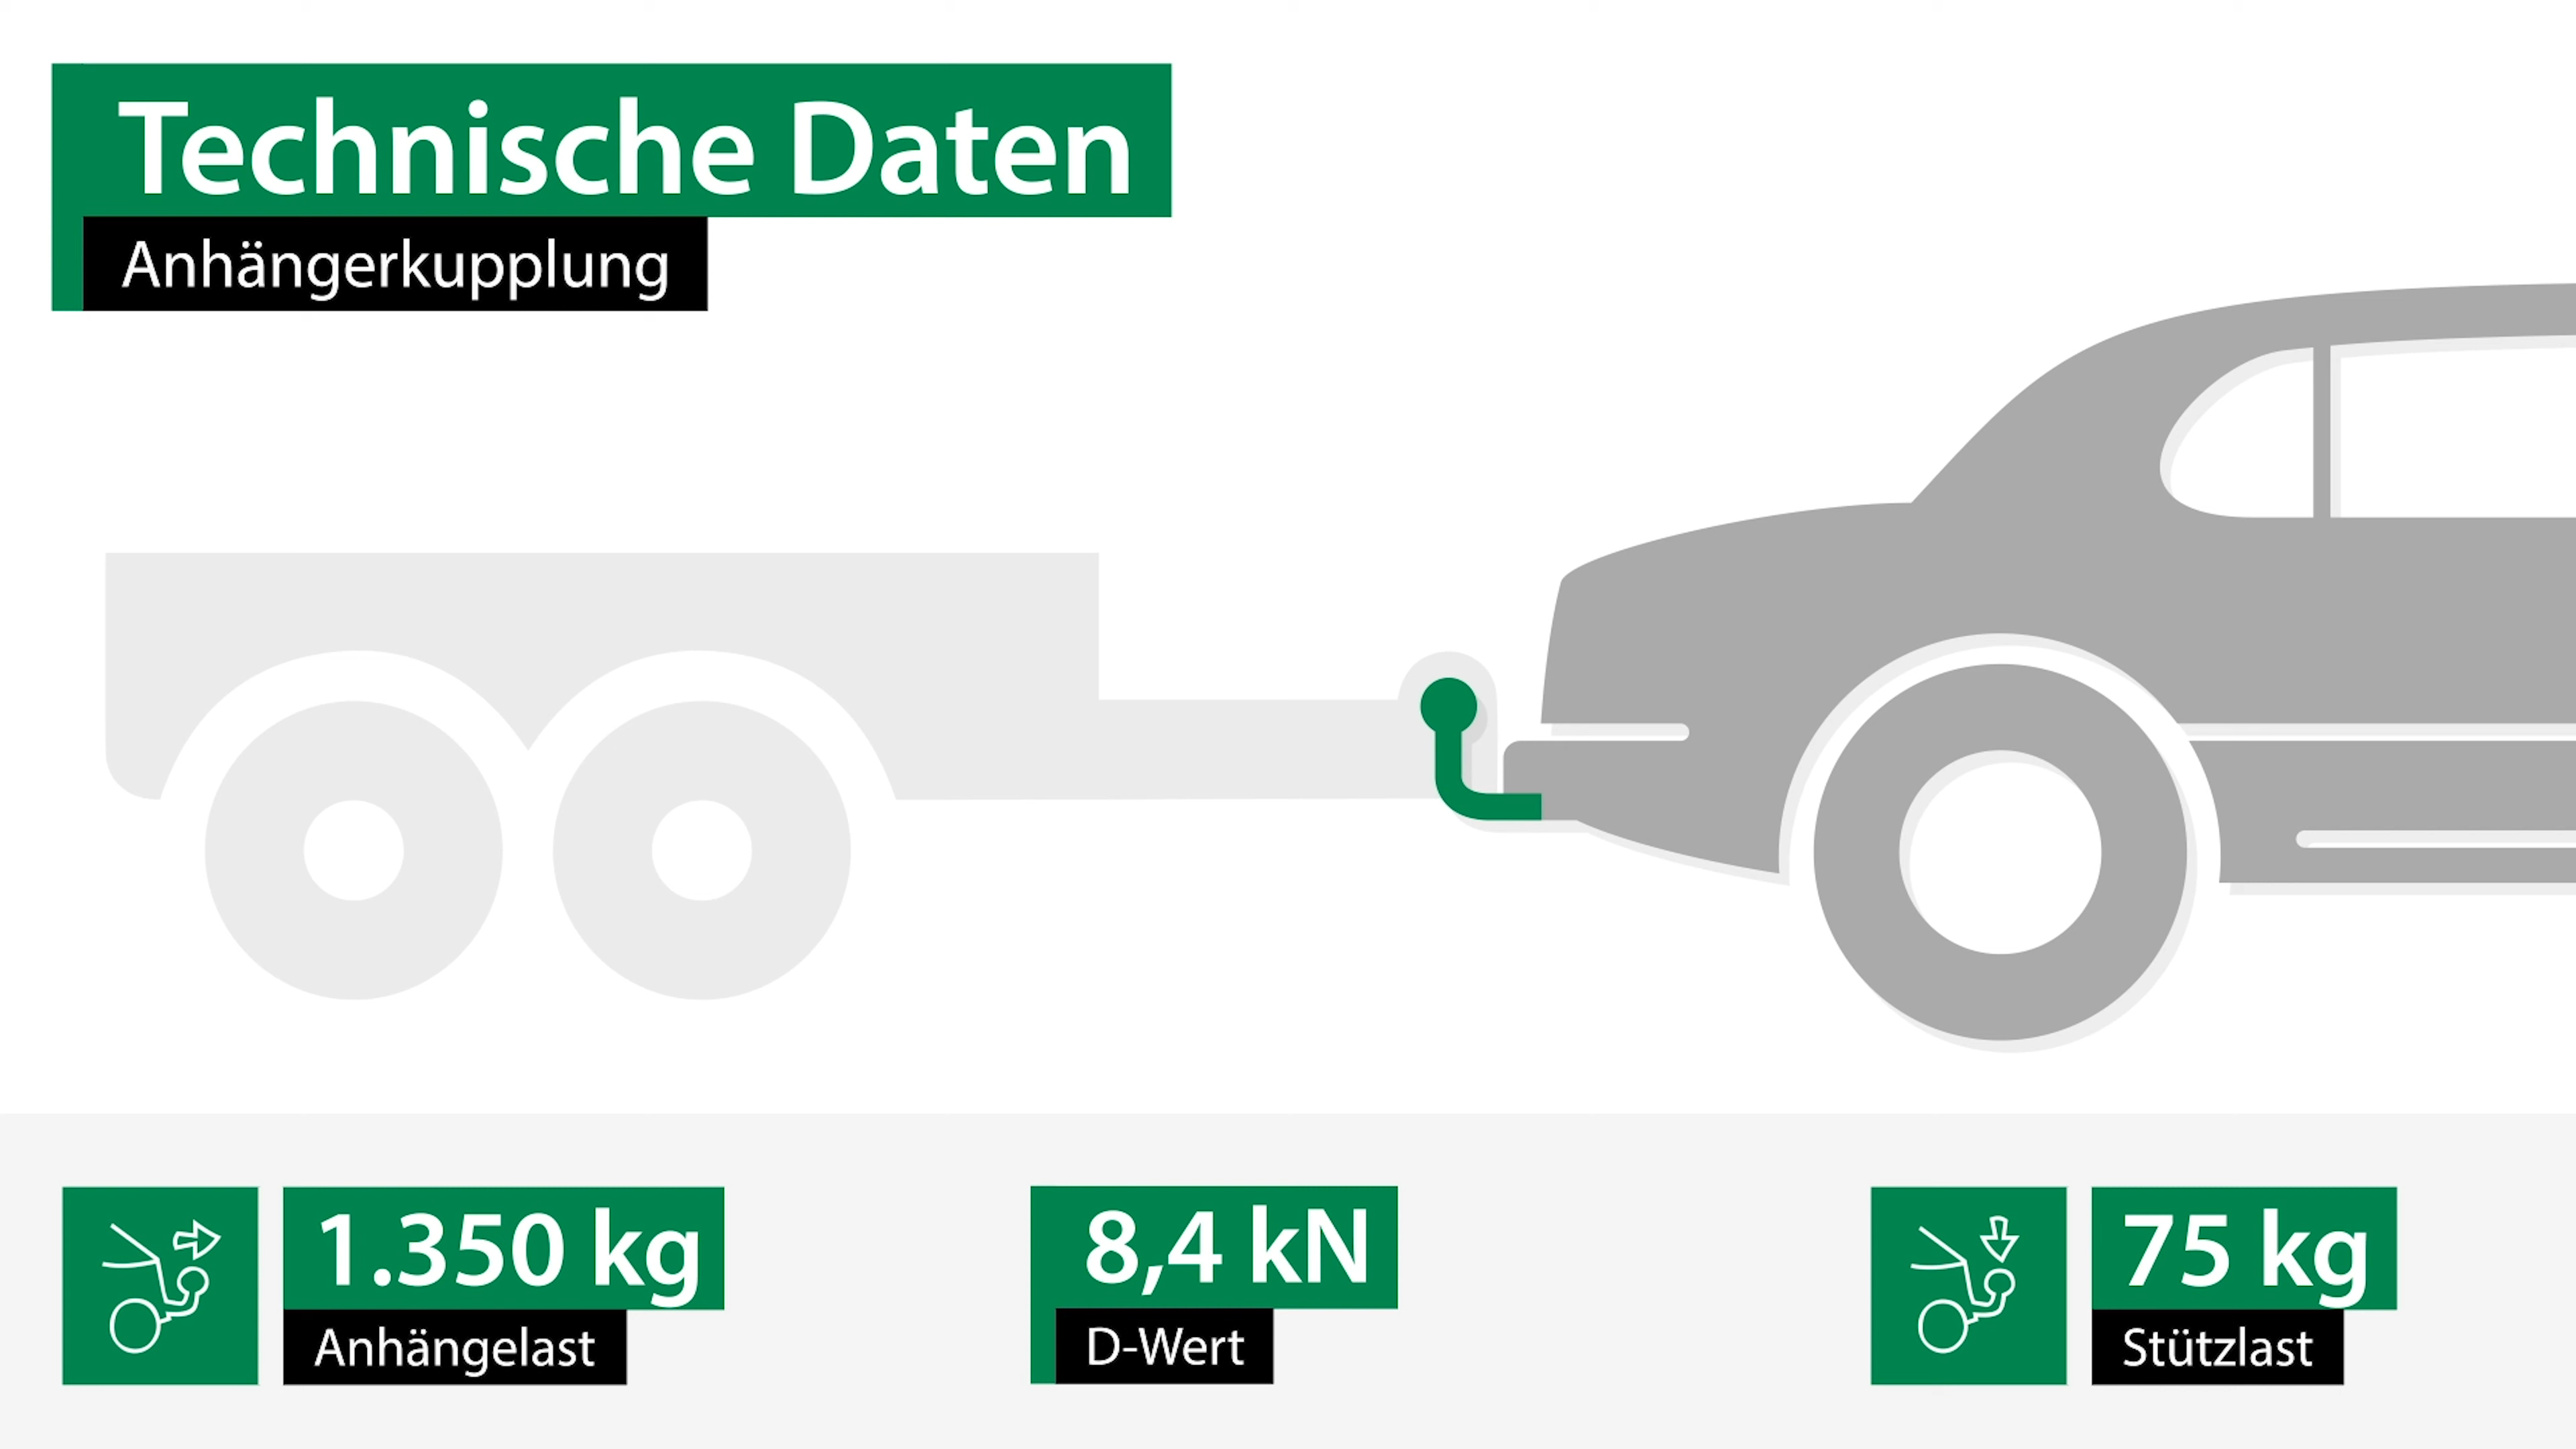 Technische Daten
Anhängerkupplung
1.350 kg
Anhängelast
8,4 kN
D-Wert
75 kg
Stützlast